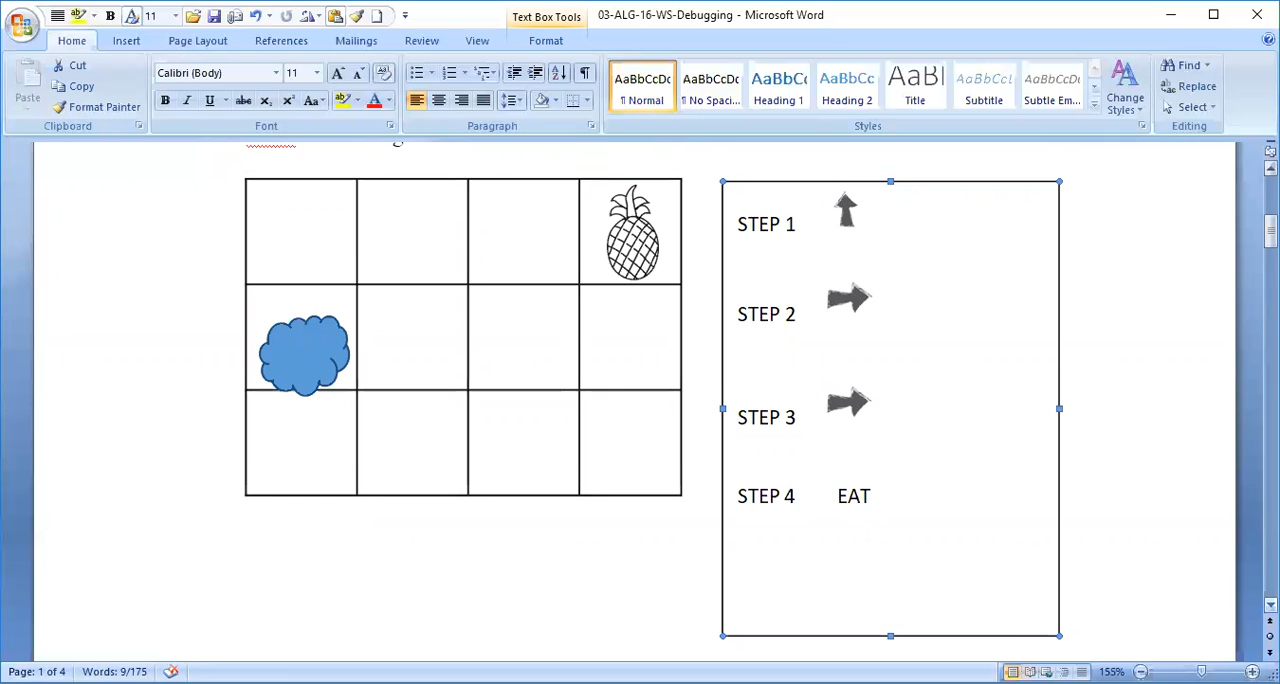 11
Text Box Tools
03-ALG-16-WS-Debugging - Microsoft Word
Home
Insert
Page Layout
References
Mailings
Review
View
Format
Paste
Cut
Copy
Format Painter
Clipboard
Calibri (Body)
11
Font
Paragraph
AaBbCcDc
¶ Normal
AaBbCcDc
¶ No Spaci...
AaBbCc
Heading 1
AaBbCc
Heading 2
AaBl
Title
AaBbCcl
Subtitle
AaBbCcDc
Subtle Em...
Change
Styles
Styles
Find
Replace
Select
Editing
STEP 1
STEP 2
STEP 3
STEP 4 EAT
Page: 1 of 4
Words: 9/175
155%